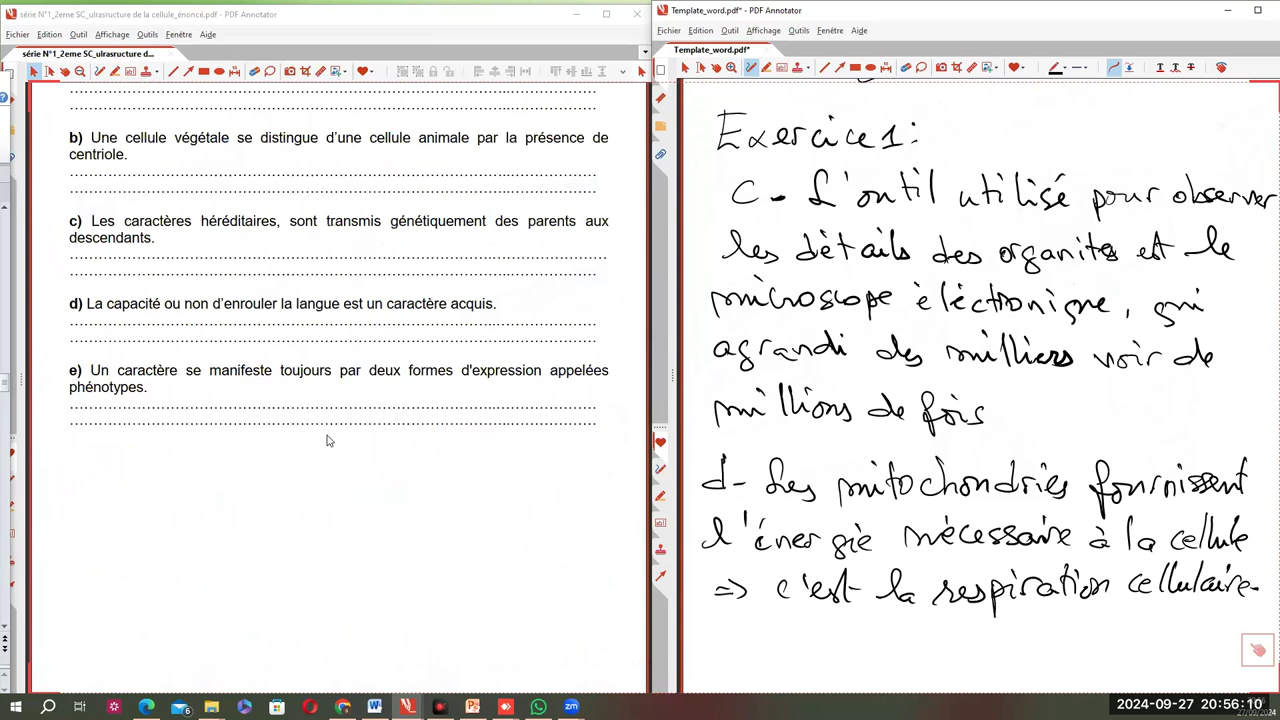 série N°1_2eme SC_ulrasructure de la cellule_énoncé.pdf - PDF Annotator
Fichier Edition Outil Affichage Outils Fenêtre Aide
série N°1_2eme SC_ulrasructure d...
b) Une cellule végétale se distingue d'une cellule animale par la présence de
centriole.
c) Les caractères héréditaires, sont transmis génétiquement des parents aux
descendants.
d) La capacité ou non d'enrouler la langue est un caractère acquis.
e) Un caractère se manifeste toujours par deux formes d'expression appelées
phénotypes.
Template_word.pdf* - PDF Annotator
Fichier Edition Outil Affichage Outils Fenêtre Aide
Template_word.pdf*
Exercice 1:
c - L'outil utilisé pour observer
les détails des organites est le
microscope èléctronique, qui
agrandi des milliers voir de
millions de fois
d- Les mitochondries fournissent
l'énergie nécessaire à la cellule
=> c'est la respiration cellulaire-
2024-09-27 20:56:10